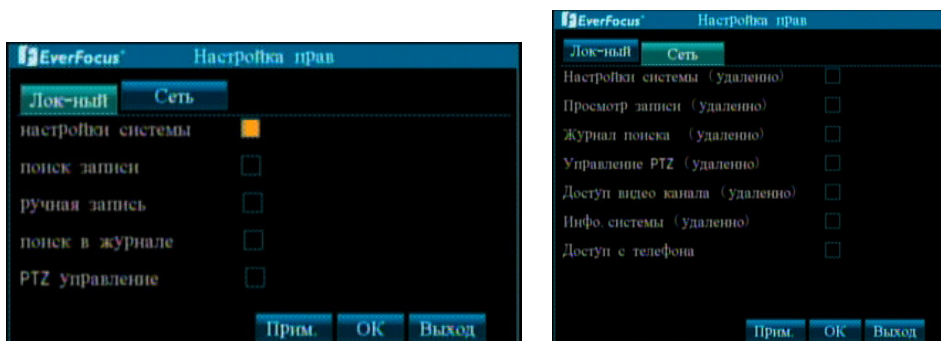 EverFocus® Настройка прав
Лок-ный Сеть
настройки системы
поиск записи
ручная запись
поиск в журнале
PTZ управление
Прим. ОК Выход
EverFocus® Настройка прав
Лок-ный Сеть
Настройки системы (удаленно)
Просмотр записи (удаленно)
Журнал поиска (удаленно)
Управление PTZ (удаленно)
Доступ видео канала (удаленно)
Инфо. системы (удаленно)
Доступ с телефона
Прим. ОК Выход